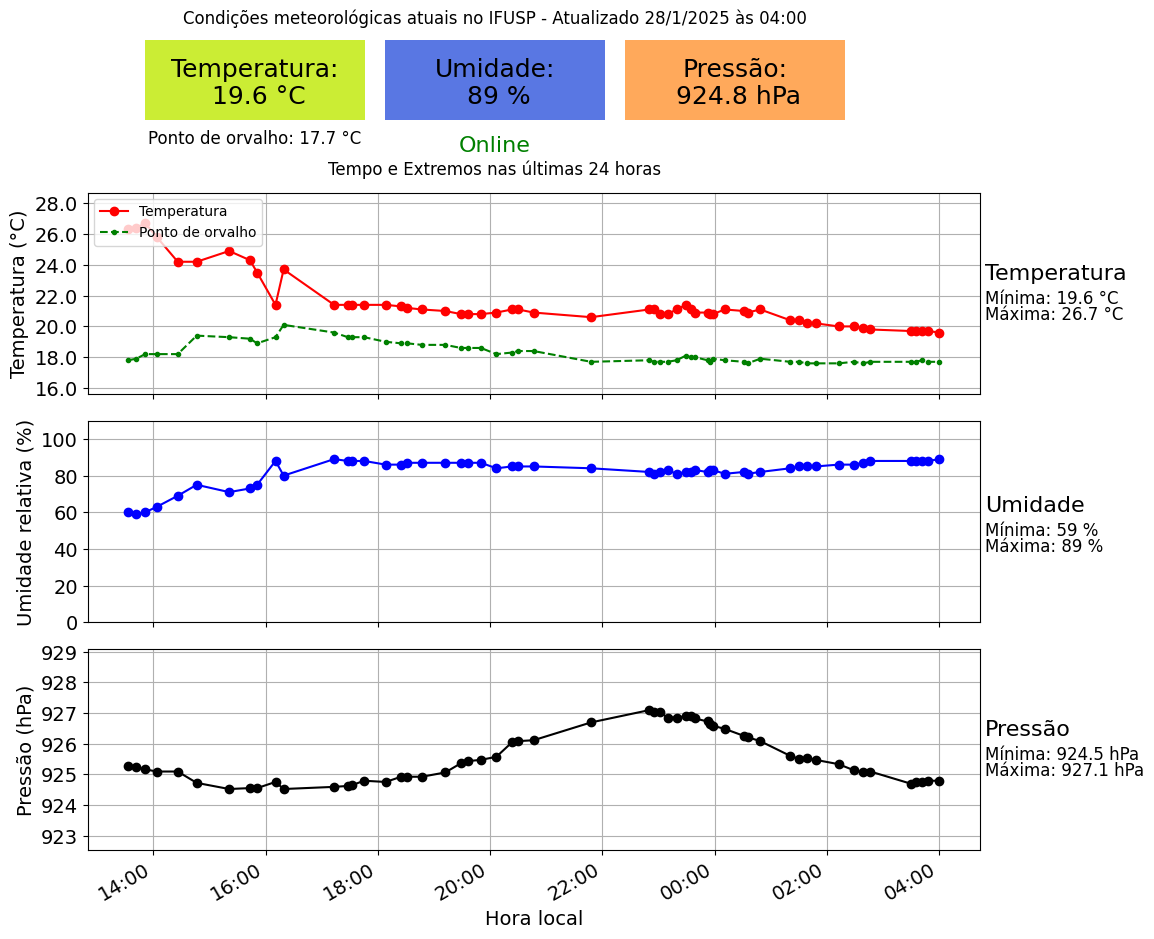 Condições meteorológicas atuais no IFUSP - Atualizado 28/1/2025 às 04:00
Temperatura:
19.6 °C
Umidade:
89 %
Pressão:
924.8 hPa
Ponto de orvalho: 17.7 °C
Online
Tempo e Extremos nas últimas 24 horas
Temperatura (°C)
28.0
26.0
24.0
22.0
20.0
18.0
16.0
Temperatura
Ponto de orvalho
Temperatura
Mínima: 19.6 °C
Máxima: 26.7 °C
Umidade relativa (%)
100
80
60
40
20
0
Umidade
Mínima: 59 %
Máxima: 89 %
Pressão (hPa)
929
928
927
926
925
924
923
Pressão
Mínima: 924.5 hPa
Máxima: 927.1 hPa
14:00
16:00
18:00
20:00
22:00
00:00
02:00
04:00
Hora local